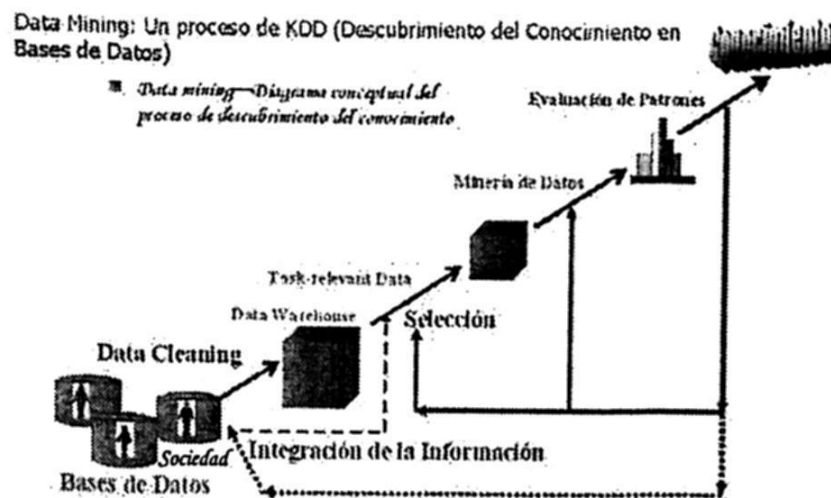 Data Mining: Un proceso de KDD (Descubrimiento del Conocimiento en
Bases de Datos)
Data mining—Diagrama conceptual del
proceso de descubrimiento del conocimiento
Evaluación de Patrones
Minería de Datos
Task-relevant Data
Data Warehouse
Selección
Data Cleaning
Integración de la Información
Sociedad
Bases de Datos